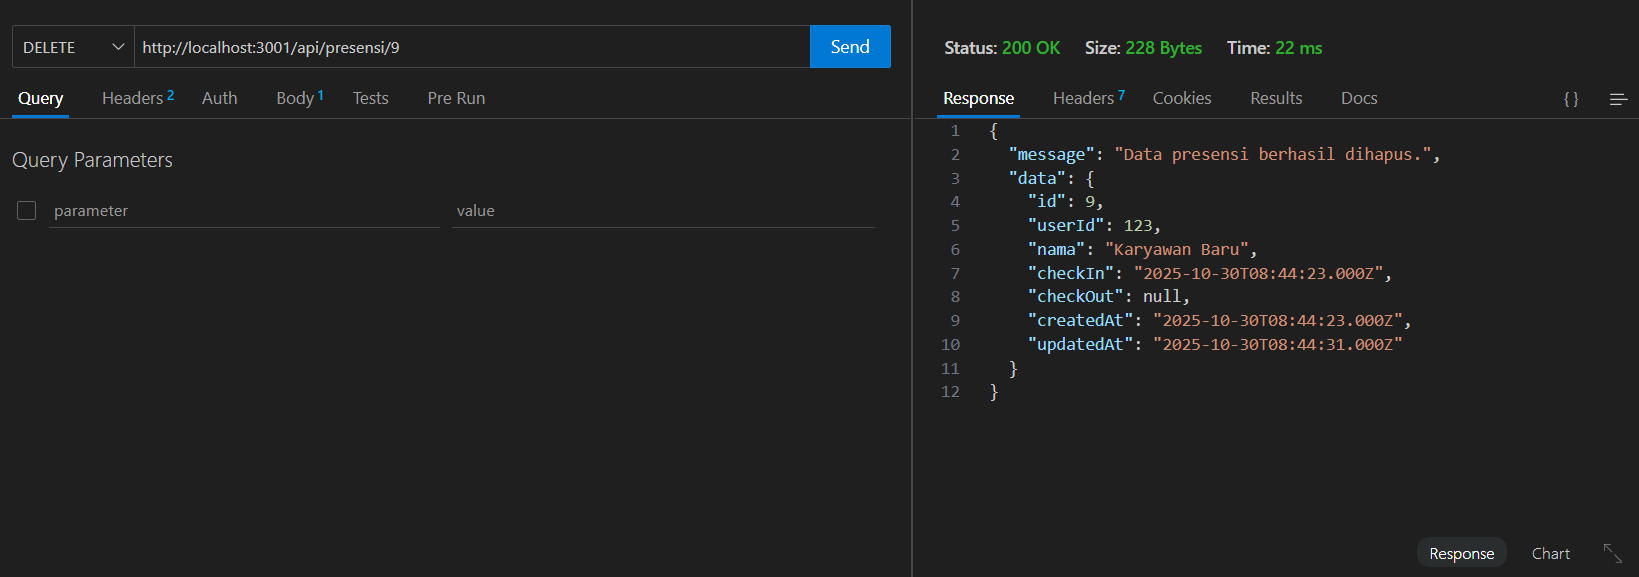 DELETE http://localhost:3001/api/presensi/9 Send
Query Headers 2 Auth Body 1 Tests Pre Run
Query Parameters
parameter value
Status: 200 OK Size: 228 Bytes Time: 22 ms
Response Headers 7 Cookies Results Docs {}
1 {
2 "message": "Data presensi berhasil dihapus.",
3 "data": {
4 "id": 9,
5 "userId": 123,
6 "nama": "Karyawan Baru",
7 "checkIn": "2025-10-30T08:44:23.000Z",
8 "checkOut": null,
9 "createdAt": "2025-10-30T08:44:23.000Z",
10 "updatedAt": "2025-10-30T08:44:31.000Z"
11 }
12 }
Response Chart